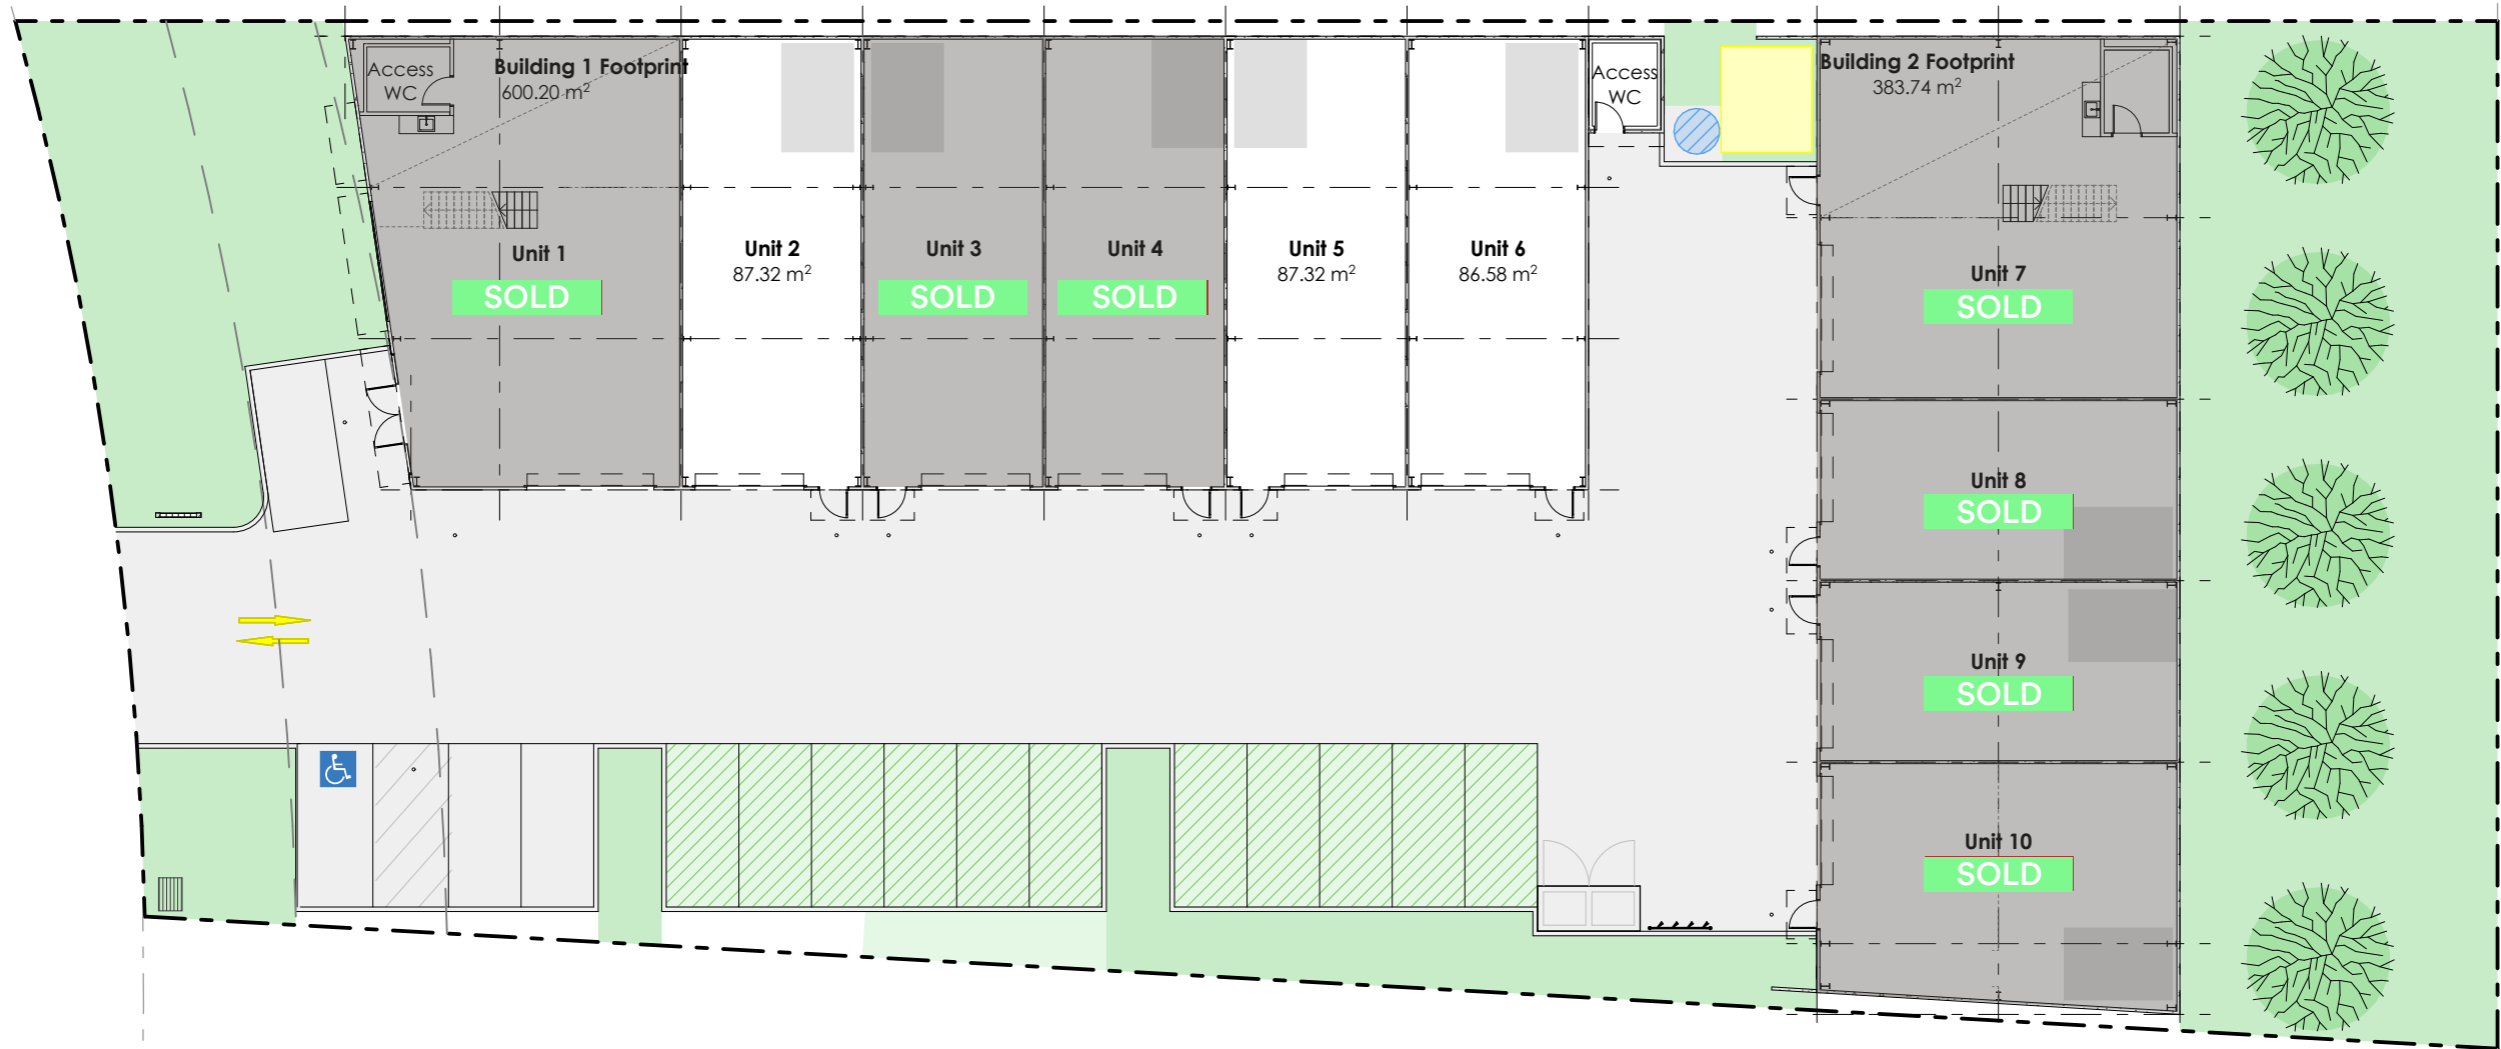 Access
WC
Building 1 Footprint
600.20 m²
Access
WC
Building 2 Footprint
383.74 m²
Unit 1
SOLD
Unit 2
87.32 m²
Unit 3
SOLD
Unit 4
SOLD
Unit 5
87.32 m²
Unit 6
86.58 m²
Unit 7
SOLD
Unit 8
SOLD
Unit 9
SOLD
Unit 10
SOLD